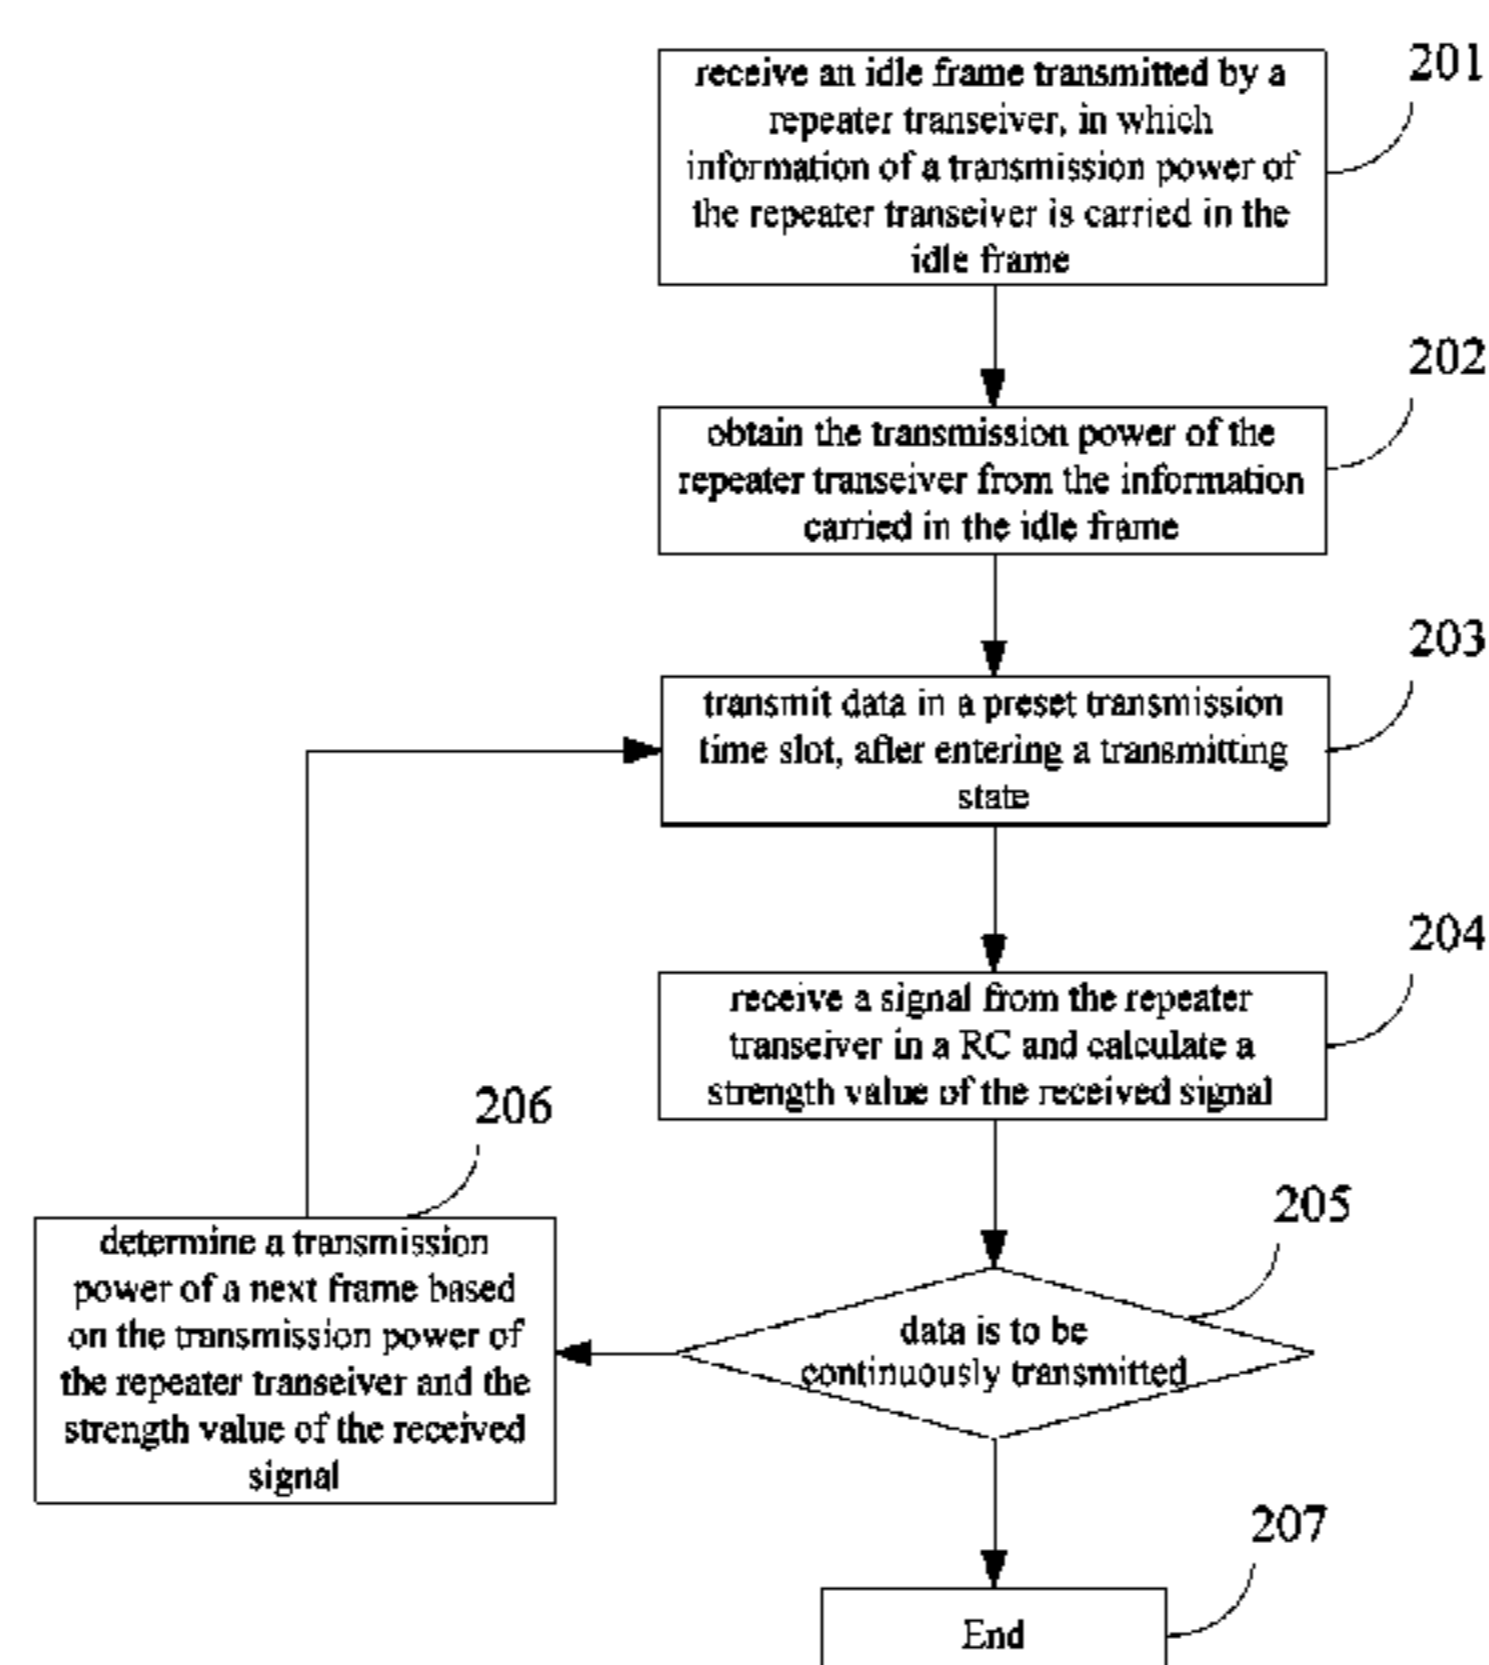 receive an idle frame transmitted by a
repeater transeiver, in which
information of a transmission power of
the repeater transeiver is carried in the
idle frame
201
obtain the transmission power of the
repeater transeiver from the information
carried in the idle frame
202
transmit data in a preset transmission
time slot, after entering a transmitting
state
203
receive a signal from the repeater
transeiver in a RC and calculate a
strength value of the received signal
204
data is to be
continuously transmitted
205
determine a transmission
power of a next frame based
on the transmission power of
the repeater transeiver and the
strength value of the received
signal
206
End
207